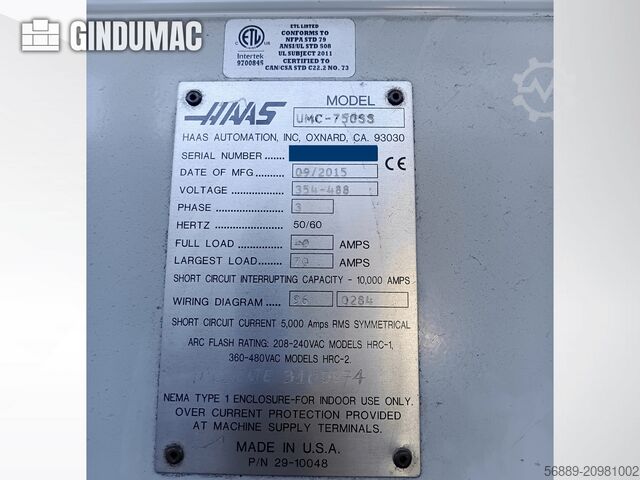 GINDUMAC
ETL LISTED
CONFORMS TO
NFPA STD 79
ANSI/UL STD 508
UL SUBJECT 2011
CERTIFIED TO
CAN/CSA STD C22.2 NO. 73
ETL
Intertek
9700845
HAAS MODEL
UMC-750SS
HAAS AUTOMATION, INC, OXNARD, CA. 93030
SERIAL NUMBER
CE
DATE OF MFG 09/2015
VOLTAGE 354-488
PHASE 3
HERTZ 50/60
FULL LOAD AMPS
LARGEST LOAD AMPS
SHORT CIRCUIT INTERRUPTING CAPACITY - 10,000 AMPS
WIRING DIAGRAM 96 0284
SHORT CIRCUIT CURRENT 5,000 Amps RMS SYMMETRICAL
ARC FLASH RATING: 208-240VAC MODELS HRC-1,
360-480VAC MODELS HRC-2.
NEMA TYPE 1 ENCLOSURE-FOR INDOOR USE ONLY.
OVER CURRENT PROTECTION PROVIDED
AT MACHINE SUPPLY TERMINALS.
MADE IN U.S.A.
P/N 29-10048
56889-20981002